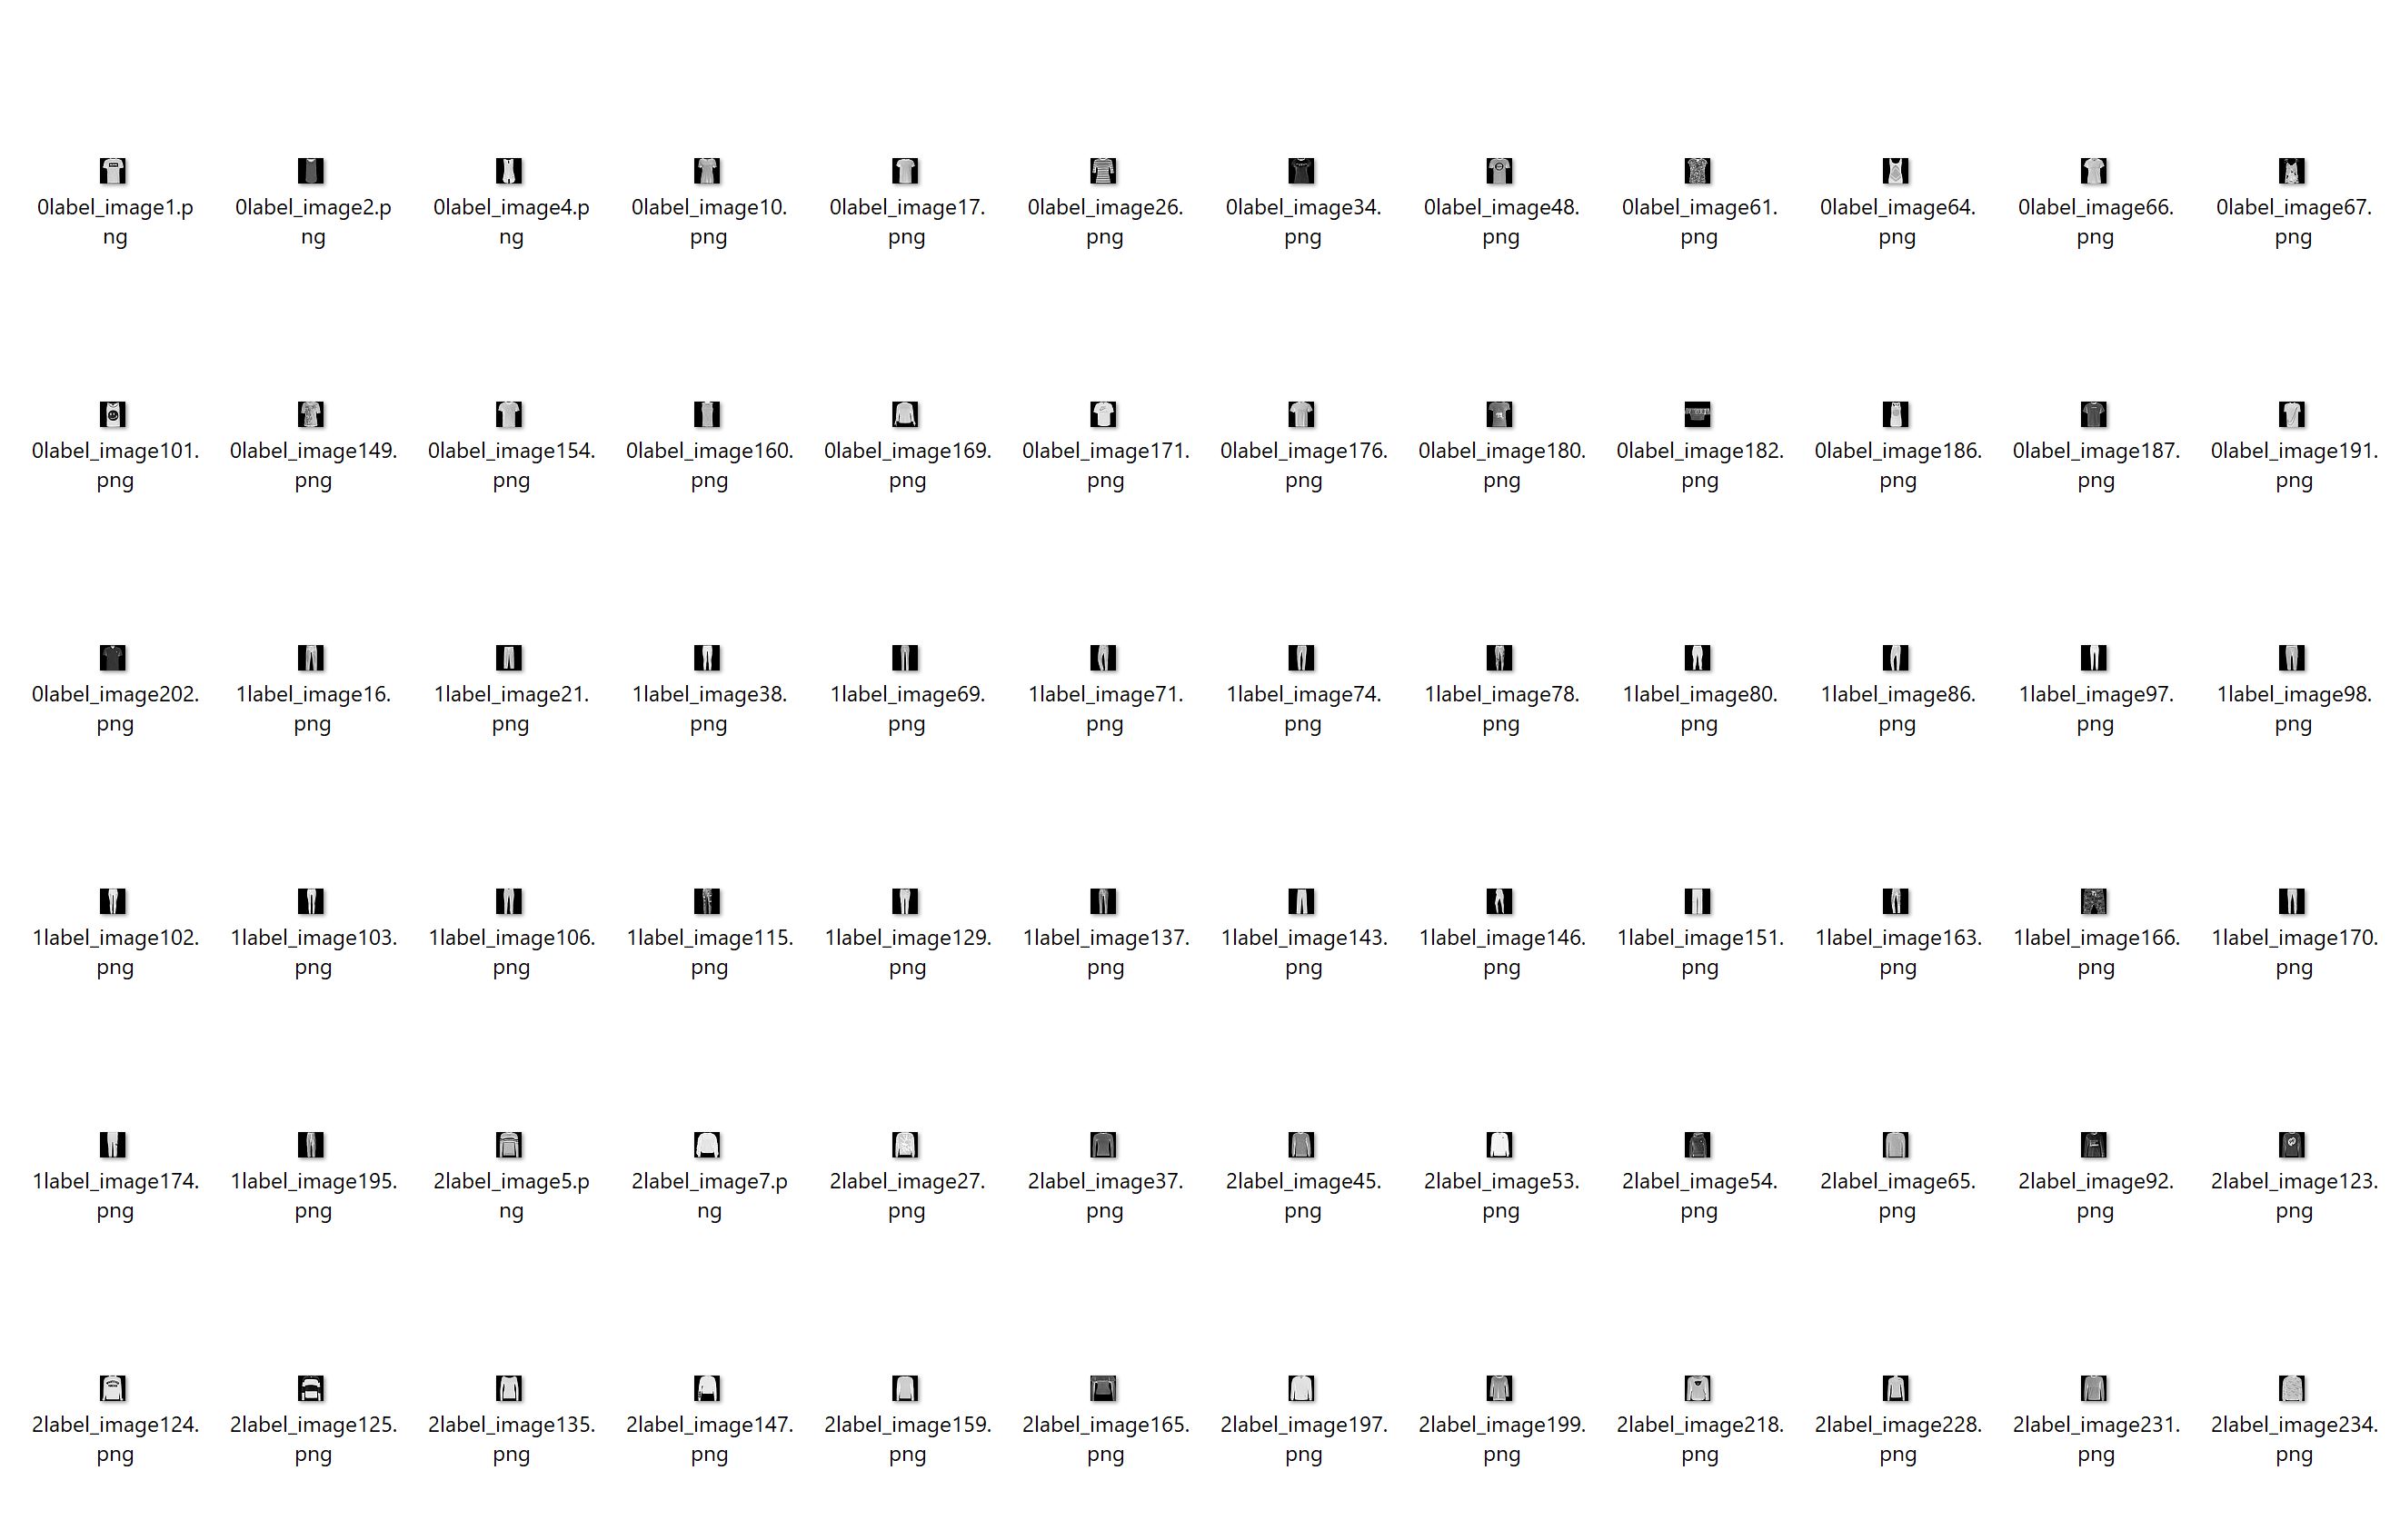 0label_image1.p
ng
0label_image2.p
ng
0label_image4.p
ng
0label_image10.
png
0label_image17.
png
0label_image26.
png
0label_image34.
png
0label_image48.
png
0label_image61.
png
0label_image64.
png
0label_image66.
png
0label_image67.
png
0label_image101.
png
0label_image149.
png
0label_image154.
png
0label_image160.
png
0label_image169.
png
0label_image171.
png
0label_image176.
png
0label_image180.
png
0label_image182.
png
0label_image186.
png
0label_image187.
png
0label_image191.
png
0label_image202.
png
1label_image16.
png
1label_image21.
png
1label_image38.
png
1label_image69.
png
1label_image71.
png
1label_image74.
png
1label_image78.
png
1label_image80.
png
1label_image86.
png
1label_image97.
png
1label_image98.
png
1label_image102.
png
1label_image103.
png
1label_image106.
png
1label_image115.
png
1label_image129.
png
1label_image137.
png
1label_image143.
png
1label_image146.
png
1label_image151.
png
1label_image163.
png
1label_image166.
png
1label_image170.
png
1label_image174.
png
1label_image195.
png
2label_image5.p
ng
2label_image7.p
ng
2label_image27.
png
2label_image37.
png
2label_image45.
png
2label_image53.
png
2label_image54.
png
2label_image65.
png
2label_image92.
png
2label_image123.
png
2label_image124.
png
2label_image125.
png
2label_image135.
png
2label_image147.
png
2label_image159.
png
2label_image165.
png
2label_image197.
png
2label_image199.
png
2label_image218.
png
2label_image228.
png
2label_image231.
png
2label_image234.
png